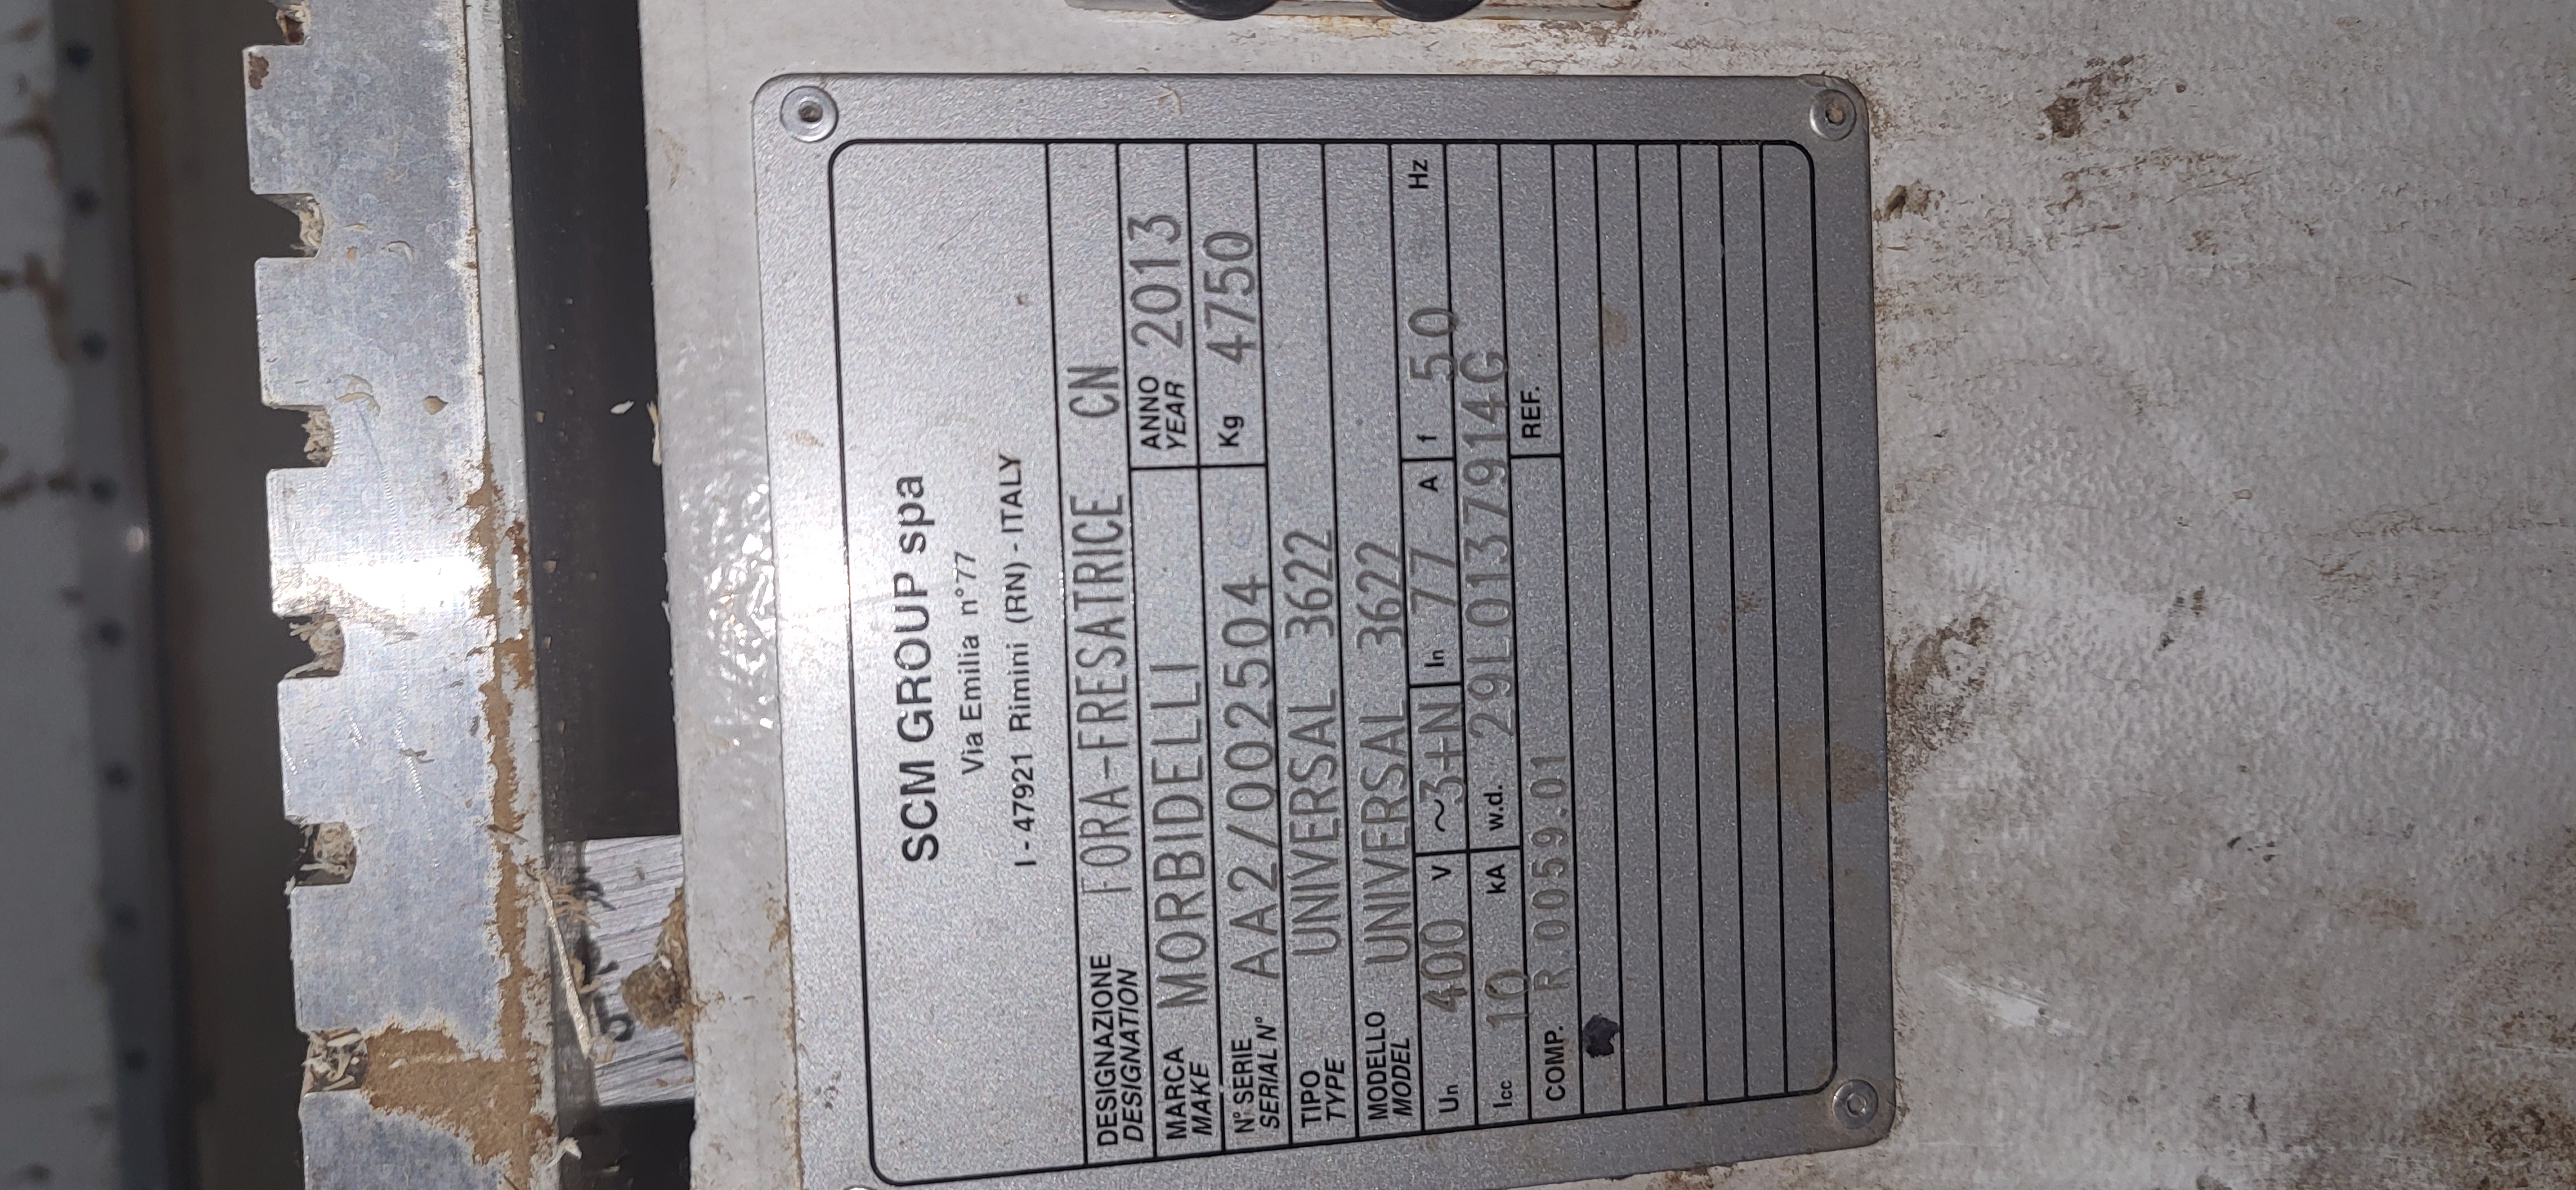 SCM GROUP spa
Via Emilia n°77
I - 47921 Rimini (RN) - ITALY
DESIGNAZIONE FORA-FRESATRICE CN
DESIGNATION
MARCA MORBIDELLI ANNO 2013
MAKE YEAR
N° SERIE AA2/002504 Kg 4750
SERIAL N°
TIPO UNIVERSAL 3622
TYPE
MODELLO UNIVERSAL 3622
MODEL
Un 400 V ~3+N In 77 A f 50 Hz
Icc 10 kA w.d. 29L0137914G
COMP. R.0059.01 REF.